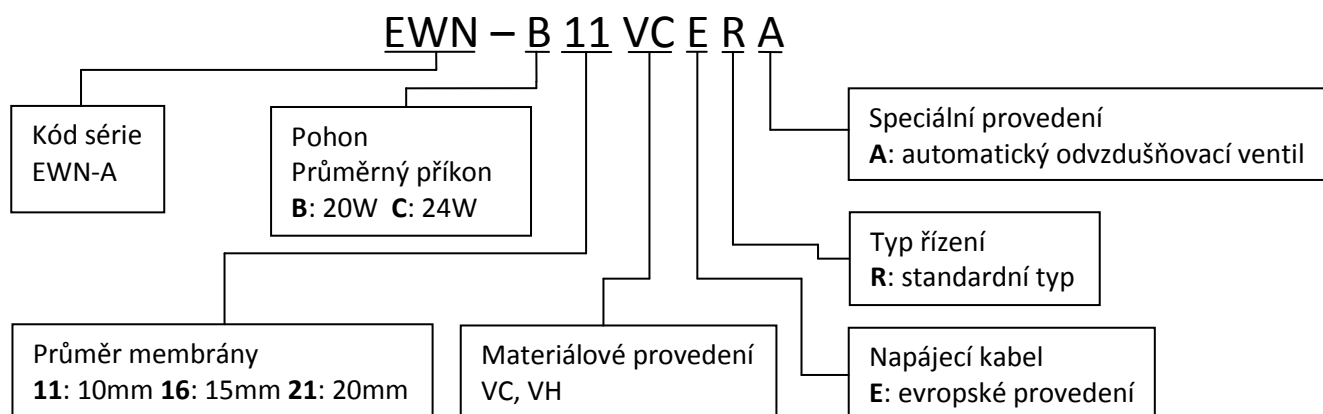 EWN – B 11 VC E R A
Kód série
EWN-A
Pohon
Průměrný příkon
B: 20W C: 24W
Speciální provedení
A: automatický odvzdušňovací ventil
Typ řízení
R: standardní typ
Průměr membrány
11: 10mm 16: 15mm 21: 20mm
Materiálové provedení
VC, VH
Napájecí kabel
E: evropské provedení